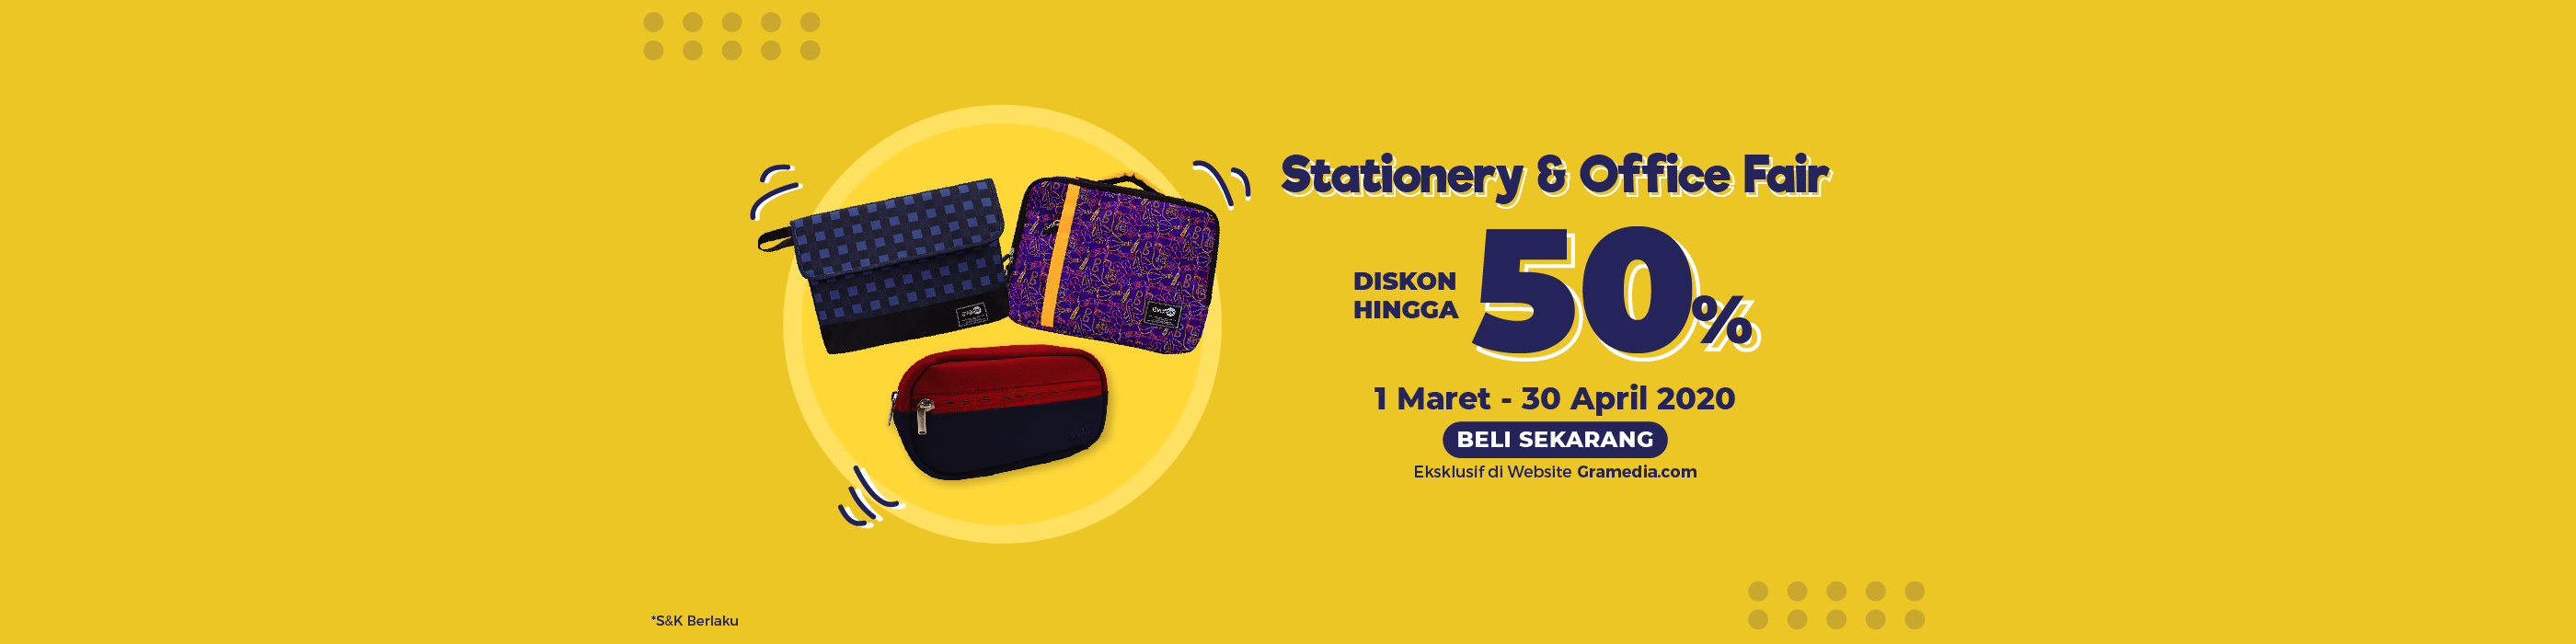 Stationery & Office Fair
DISKON
HINGGA
50%
1 Maret - 30 April 2020
BELI SEKARANG
Eksklusif di Website Gramedia.com
*S&K Berlaku